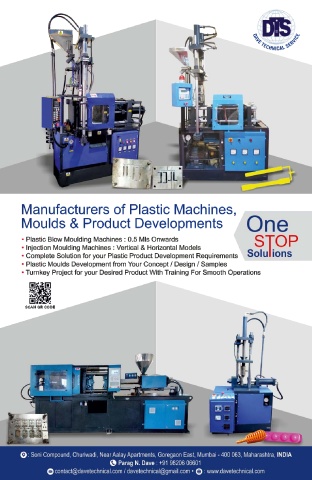 DTS
DAVE TECHNICAL SERVICE
Manufacturers of Plastic Machines,
Moulds & Product Developments
• Plastic Blow Moulding Machines : 0.5 Mls Onwards
• Injection Moulding Machines : Vertical & Horizontal Models
• Complete Solution for your Plastic Product Development Requirements
• Plastic Moulds Development from Your Concept / Design / Samples
• Turnkey Project for your Desired Product With Training For Smooth Operations
One
STOP
Solutions
SCAN QR CODE
: Soni Compound, Churiwadi, Near Aalay Apartments, Goregaon East, Mumbai - 400 063, Maharashtra, INDIA
Parag N. Dave : +91 98206 06601
contact@davetechnical.com / davetechnical@gmail.com • : www.davetechnical.com